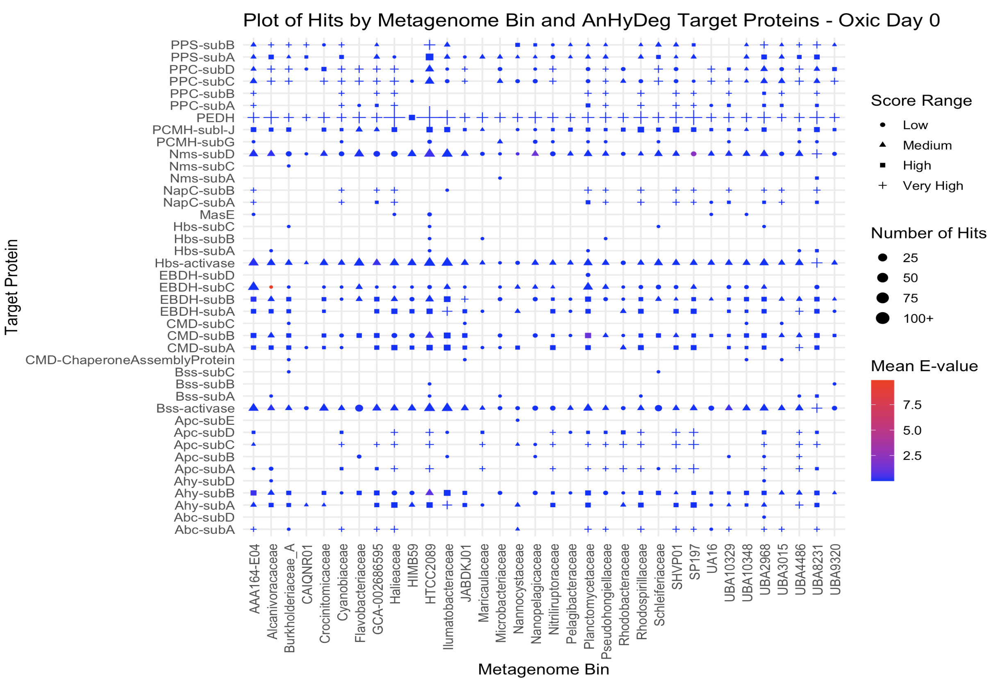 Plot of Hits by Metagenome Bin and AnHyDeg Target Proteins - Oxic Day 0
Target Protein
PPS-subB
PPS-subA
PPC-subD
PPC-subC
PPC-subB
PPC-subA
PEDH
PCMH-subI-J
PCMH-subG
Nms-subD
Nms-subC
Nms-subA
NapC-subB
NapC-subA
MasE
Hbs-subC
Hbs-subB
Hbs-subA
Hbs-activase
EBDH-subD
EBDH-subC
EBDH-subB
EBDH-subA
CMD-subC
CMD-subB
CMD-subA
CMD-ChaperoneAssemblyProtein
Bss-subC
Bss-subB
Bss-subA
Bss-activase
Apc-subE
Apc-subD
Apc-subC
Apc-subB
Apc-subA
Ahy-subD
Ahy-subB
Ahy-subA
Abc-subD
Abc-subA
AAA164-E04
Alcanivoracaceae
Burkholderiaceae_A
CAIQNR01
Crocinitomicaceae
Cyanobiaceae
Flavobacteriaceae
GCA-002686595
Halieaceae
HIMB59
HTCC2089
Ilumatobacteraceae
JABDKJ01
Maricaulaceae
Microbacteriaceae
Nannocystaceae
Nanopelagicaceae
Nitriliruptoraceae
Pelagibacteraceae
Planctomycetaceae
Pseudohongiellaceae
Rhodobacteraceae
Rhodospirillaceae
Schleiferiaceae
SHVP01
SP197
UA16
UBA10329
UBA10348
UBA2968
UBA3015
UBA4486
UBA8231
UBA9320
Metagenome Bin
Score Range
Low
Medium
High
Very High
Number of Hits
25
50
75
100+
Mean E-value
7.5
5.0
2.5